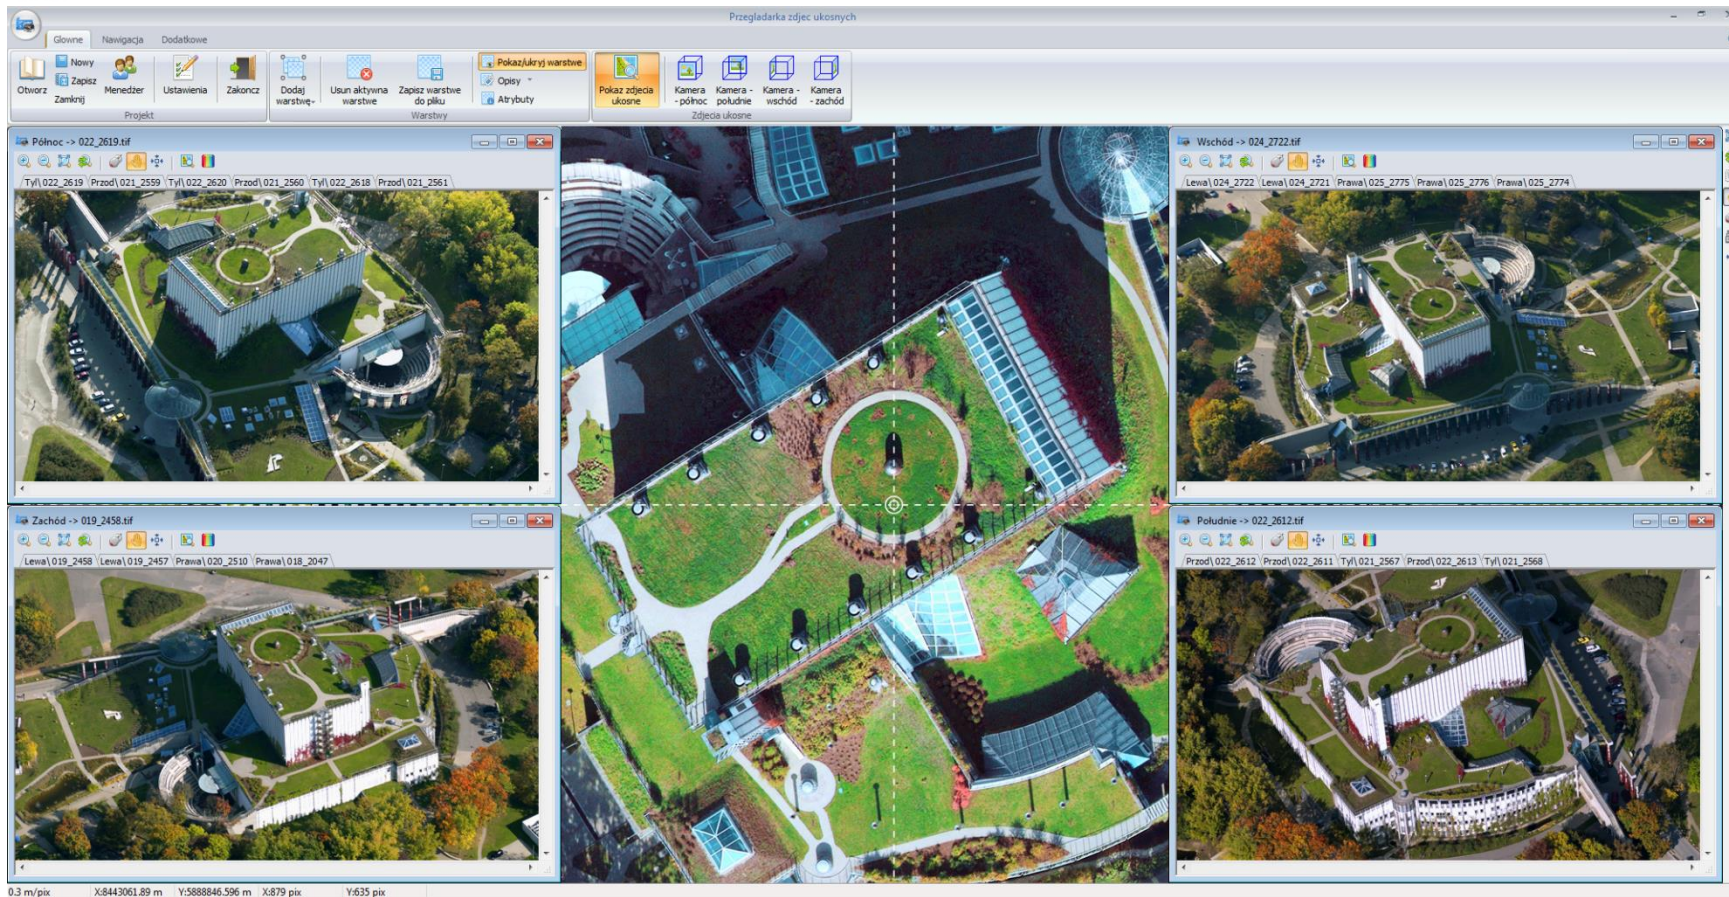 Przegladarka zdjec ukosnych
Glowne Nawigacja Dodatkowe
Otworz
Nowy
Zapisz
Zamknij
Menedżer
Ustawienia
Zakoncz
Dodaj warstwę
Usun aktywna warstwe
Zapisz warstwe do pliku
Pokaz/ukryj warstwe
Opisy
Atrybuty
Pokaz zdjecia ukosne
Kamera - północ
Kamera - południe
Kamera - wschód
Kamera - zachód
Projekt
Warstwy
Zdjecia ukosne
Północ -> 022_2619.tif
Tyl\022_2619 Przod\021_2559 Tyl\022_2620 Przod\021_2560 Tyl\022_2618 Przod\021_2561
Wschód -> 024_2722.tif
Lewa\024_2722 Lewa\024_2721 Prawa\025_2775 Prawa\025_2776 Prawa\025_2774
Zachód -> 019_2458.tif
Lewa\019_2458 Lewa\019_2457 Prawa\020_2510 Prawa\018_2047
Południe -> 022_2612.tif
Przod\022_2612 Przod\022_2611 Tyl\021_2567 Przod\022_2613 Tyl\021_2568
0.3 m/pix X:8443061.89 m Y:5888846.596 m X:879 pix Y:635 pix